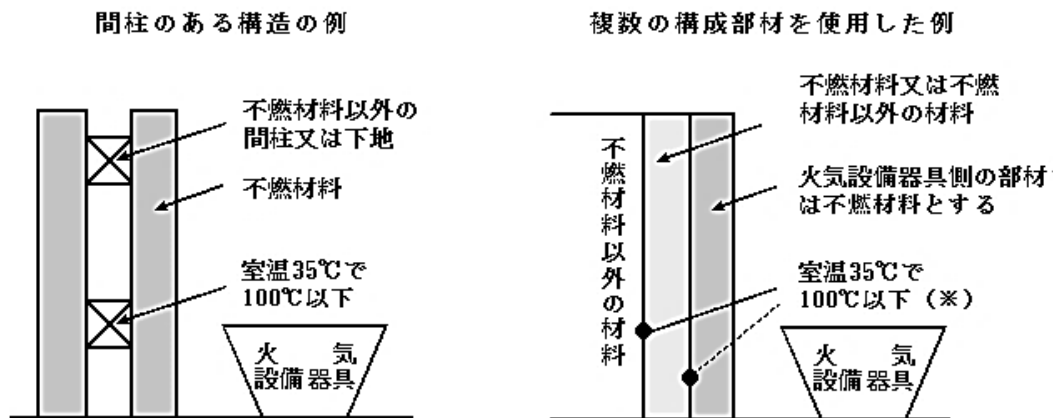 間柱のある構造の例
不燃材料以外の
間柱又は下地
不燃材料
室温35℃で
100℃以下
火 気
設備器具
複数の構成部材を使用した例
不燃材料又は不燃
材料以外の材料
不燃材料以外の材料
火気設備器具側の部材
は不燃材料とする
室温35℃で
100℃以下(※)
火 気
設備器具